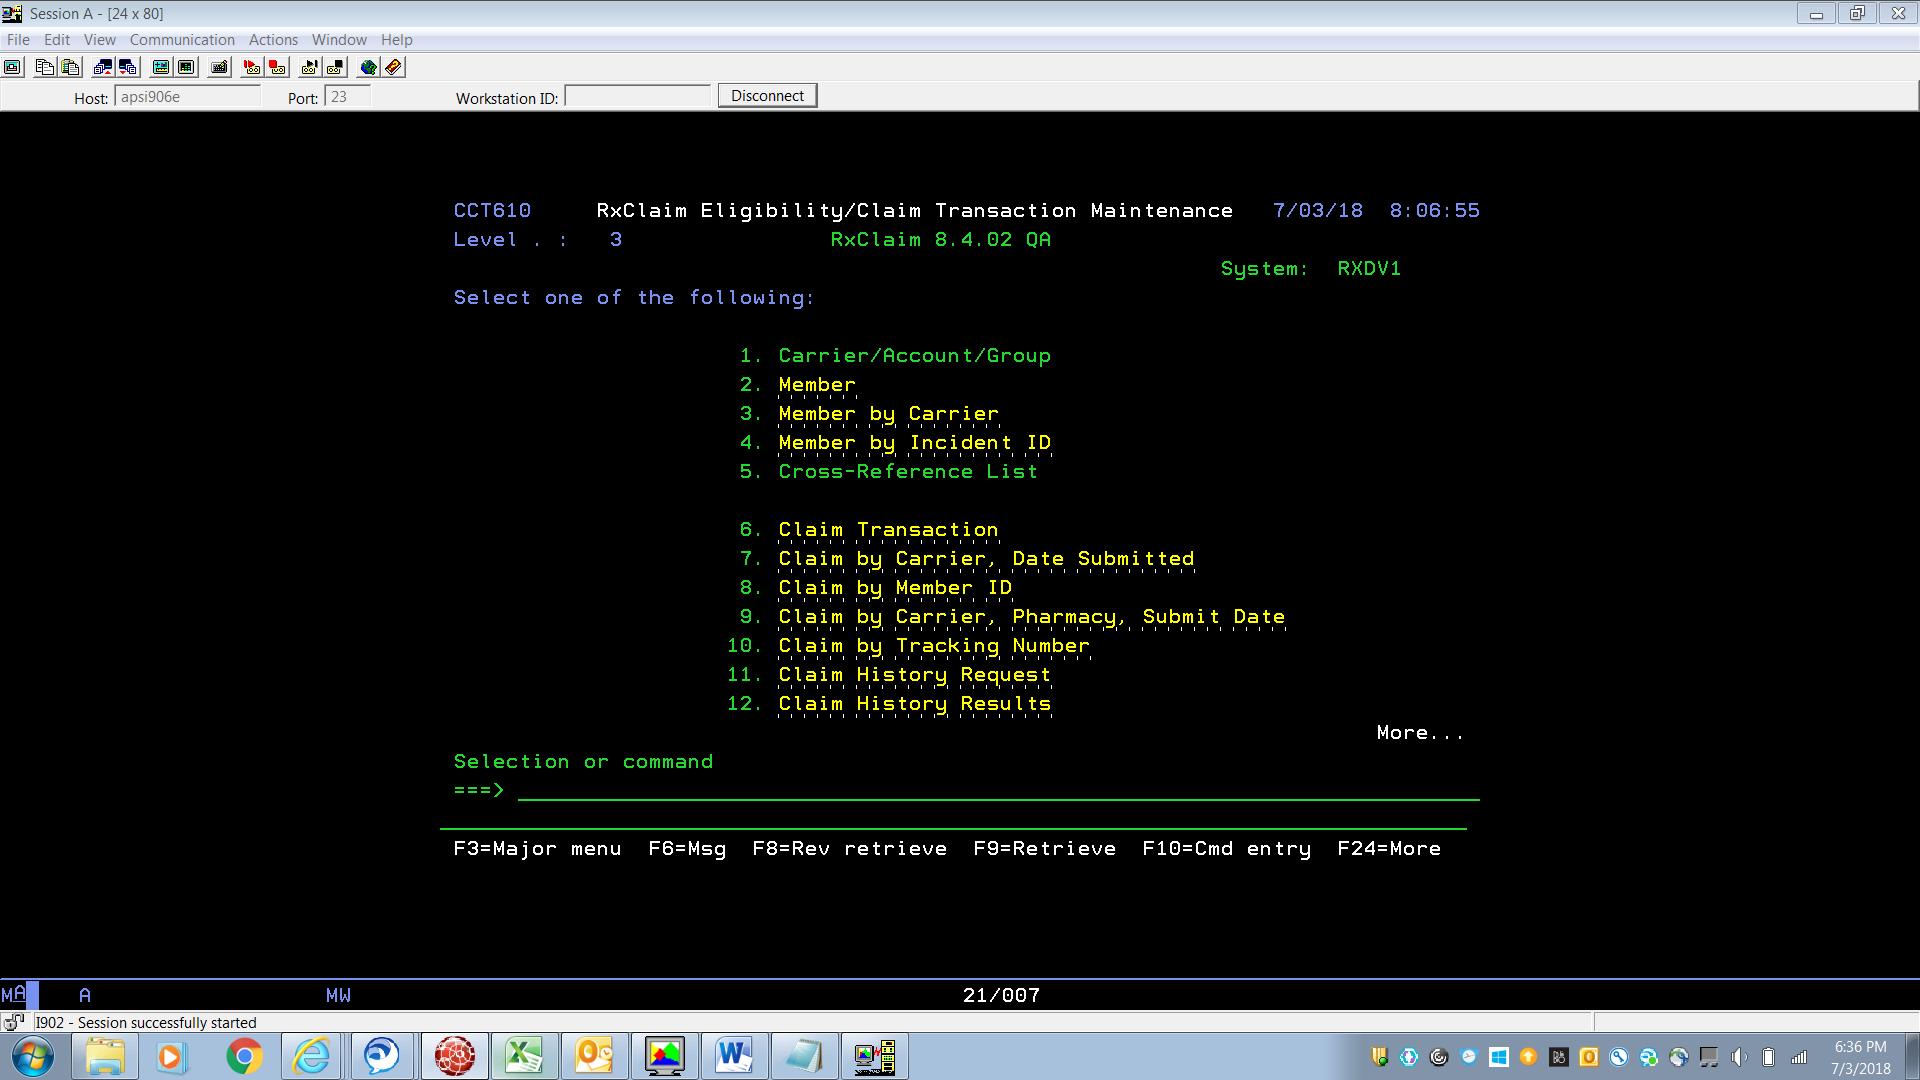 Session A - [24 x 80]
File Edit View Communication Actions Window Help
Host: apsi906e Port: 23 Workstation ID: Disconnect
CCT610 RxClaim Eligibility/Claim Transaction Maintenance 7/03/18 8:06:55
Level . : 3 RxClaim 8.4.02 QA
System: RXDV1
Select one of the following:
1. Carrier/Account/Group
2. Member
3. Member by Carrier
4. Member by Incident ID
5. Cross-Reference List
6. Claim Transaction
7. Claim by Carrier, Date Submitted
8. Claim by Member ID
9. Claim by Carrier, Pharmacy, Submit Date
10. Claim by Tracking Number
11. Claim History Request
12. Claim History Results
More...
Selection or command
===>
F3=Major menu F6=Msg F8=Rev retrieve F9=Retrieve F10=Cmd entry F24=More
MA A MW 21/007
I902 - Session successfully started
6:36 PM
7/3/2018